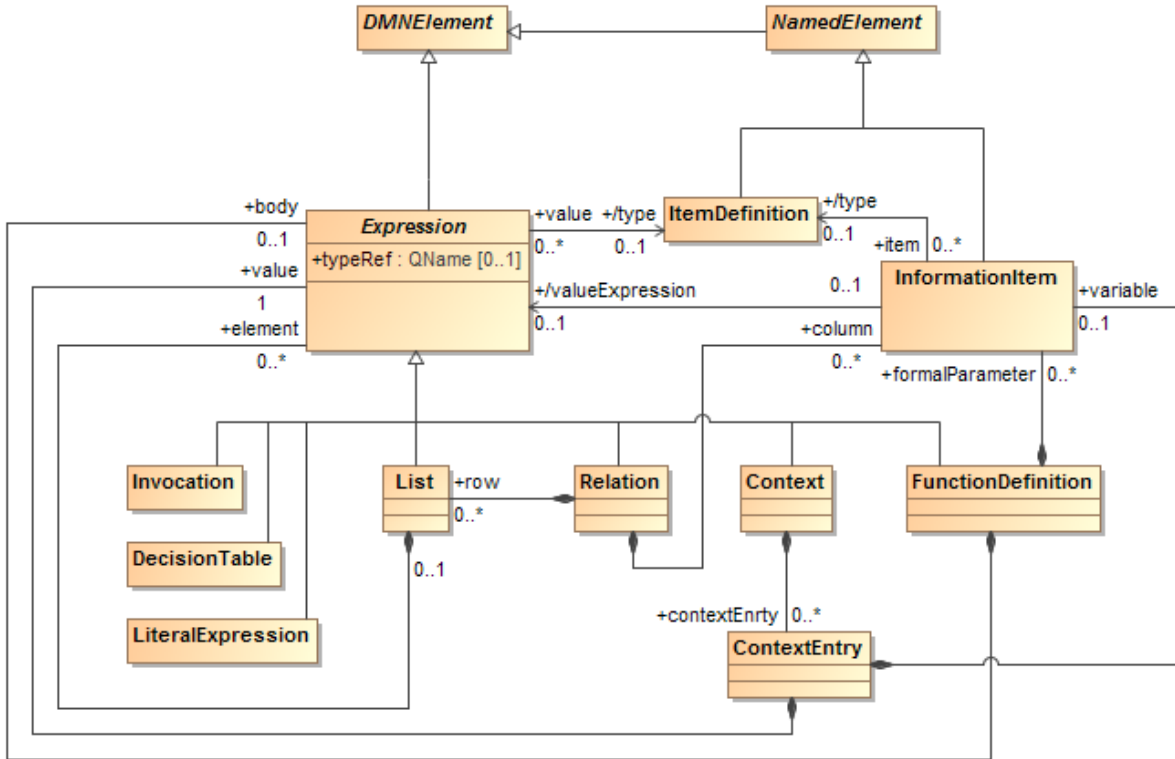 DMNElement
NamedElement
+body
0..1
Expression
+typeRef : QName [0..1]
+value
0..*
+/type
0..1
ItemDefinition
+/type
0..1
+item
0..*
InformationItem
+value
1
+element
0..*
+/valueExpression
0..1
0..1
+column
0..*
+variable
0..1
+formalParameter
0..*
Invocation
List
+row
0..*
Relation
Context
FunctionDefinition
DecisionTable
0..1
LiteralExpression
+contextEnrty
0..*
ContextEntry